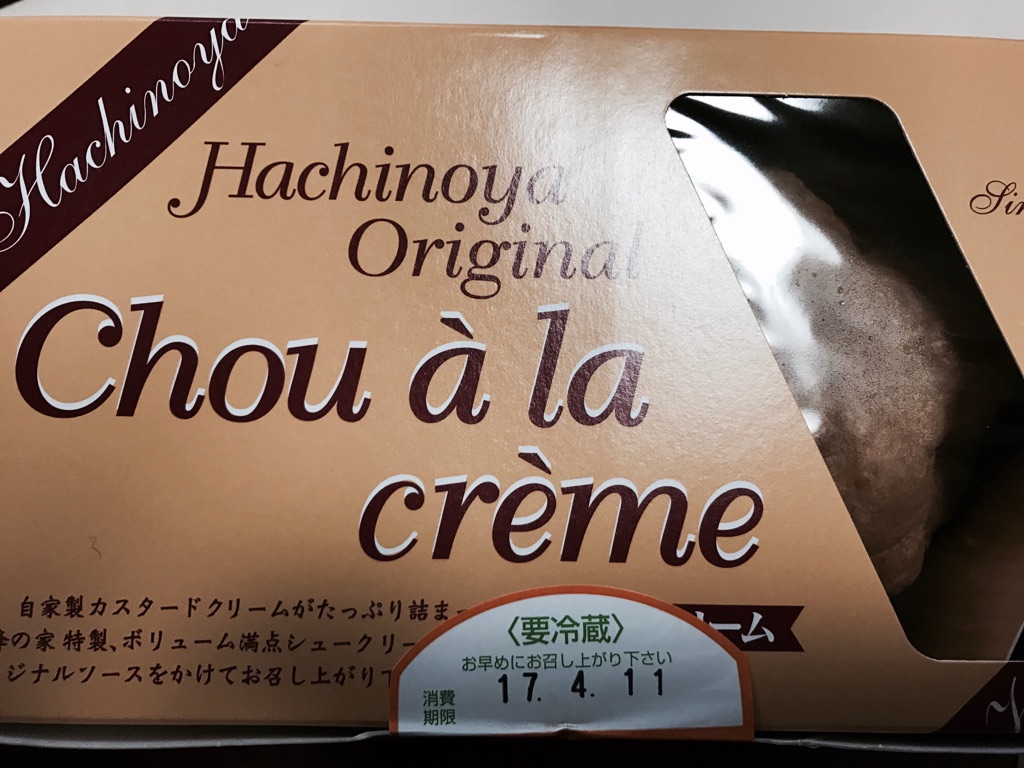 Hachinoya
Hachinoya
Original
Chou à la
crème
自家製カスタードクリームがたっぷり詰まっ
の家 特製、ボリューム満点シュークリー
ジナルソースをかけてお召し上がり下
ーム
〈要冷蔵〉
お早めにお召し上がり下さい
消費
期限
17. 4. 11